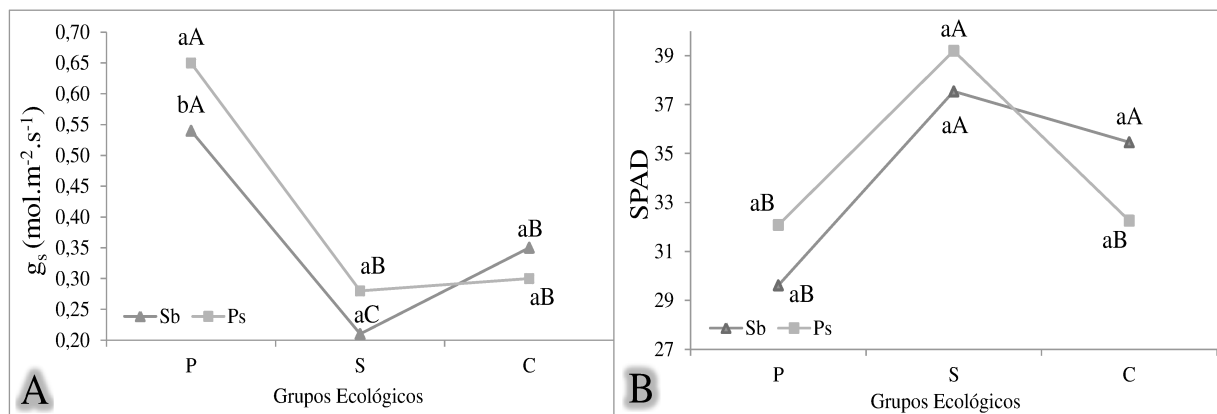 0,70
0,65
0,60
0,55
0,50
0,45
0,40
0,35
0,30
0,25
0,20
gs (mol.m-2.s-1)
aA
bA
aB
aC
aB
aB
Sb Ps
P S C
Grupos Ecológicos
A
39
37
35
33
31
29
27
SPAD
aA
aA
aA
aB
aB
aB
Sb Ps
P S C
Grupos Ecológicos
B